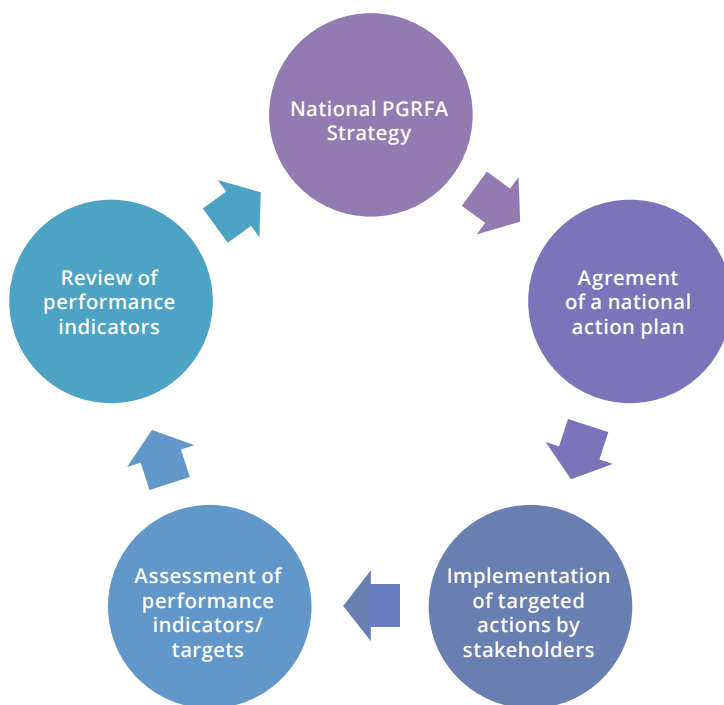 National PGRFA
Strategy
Agrement
of a national
action plan
Implementation
of targeted
actions by
stakeholders
Assessment of
performance
indicators/
targets
Review of
performance
indicators